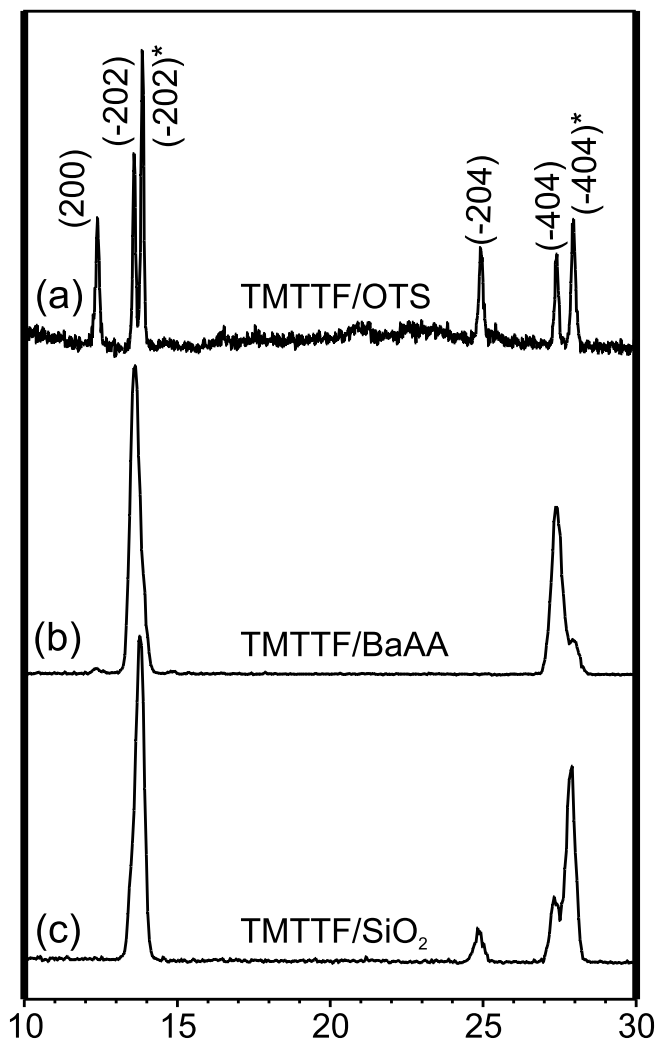 (200)
(-202)
(-202)*
(-204)
(-404)
(-404)*
(a) TMTTF/OTS
(b) TMTTF/BaAA
(c) TMTTF/SiO₂
10 15 20 25 30